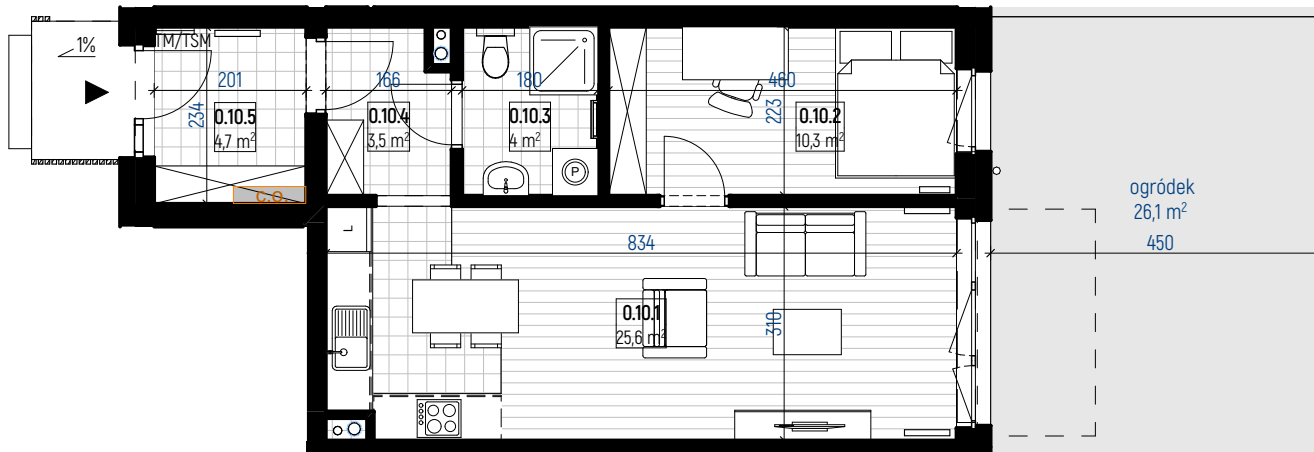 1%
TM/TSM
201
234
0.10.5
4,7 m²
C.O.
166
0.10.4
3,5 m²
180
0.10.3
4 m²
P
460
223
0.10.2
10,3 m²
ogródek
26,1 m²
450
L
834
0.10.1
25,6 m²
310